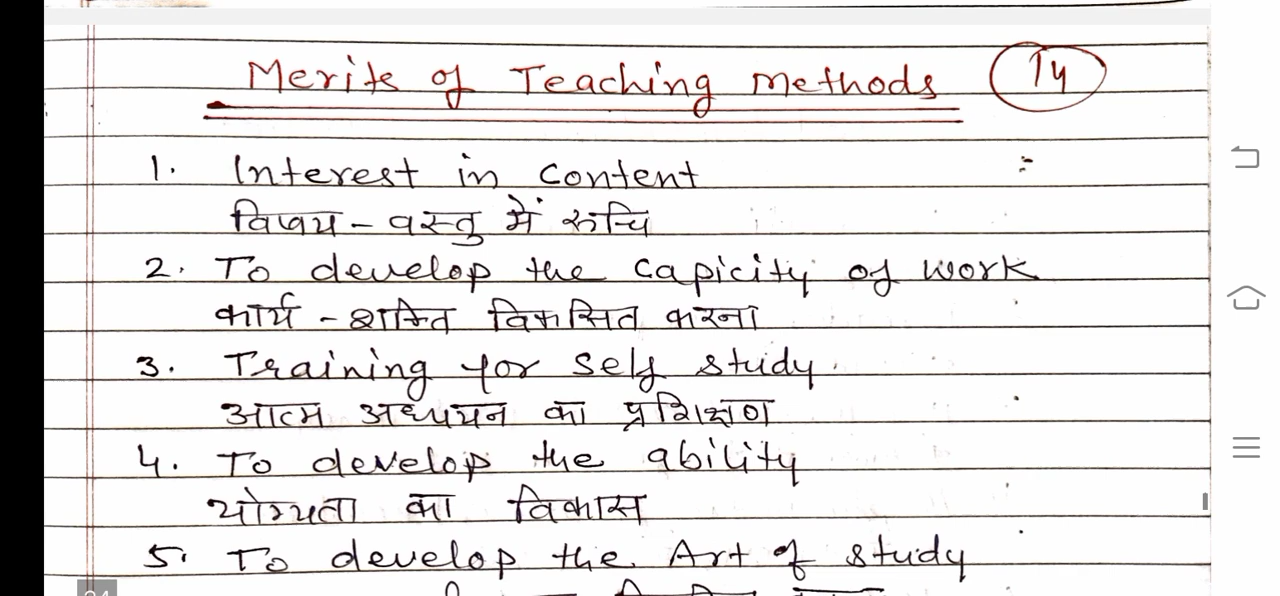 Merits of Teaching Methods 14
1. Interest in content
विषय - वस्तु में रुचि
2. To develop the capicity of work
कार्य - शक्ति विकसित करना
3. Training for self study
आत्म अध्ययन का प्रशिक्षण
4. To develop the ability
योग्यता का विकास
5. To develop the Art of study